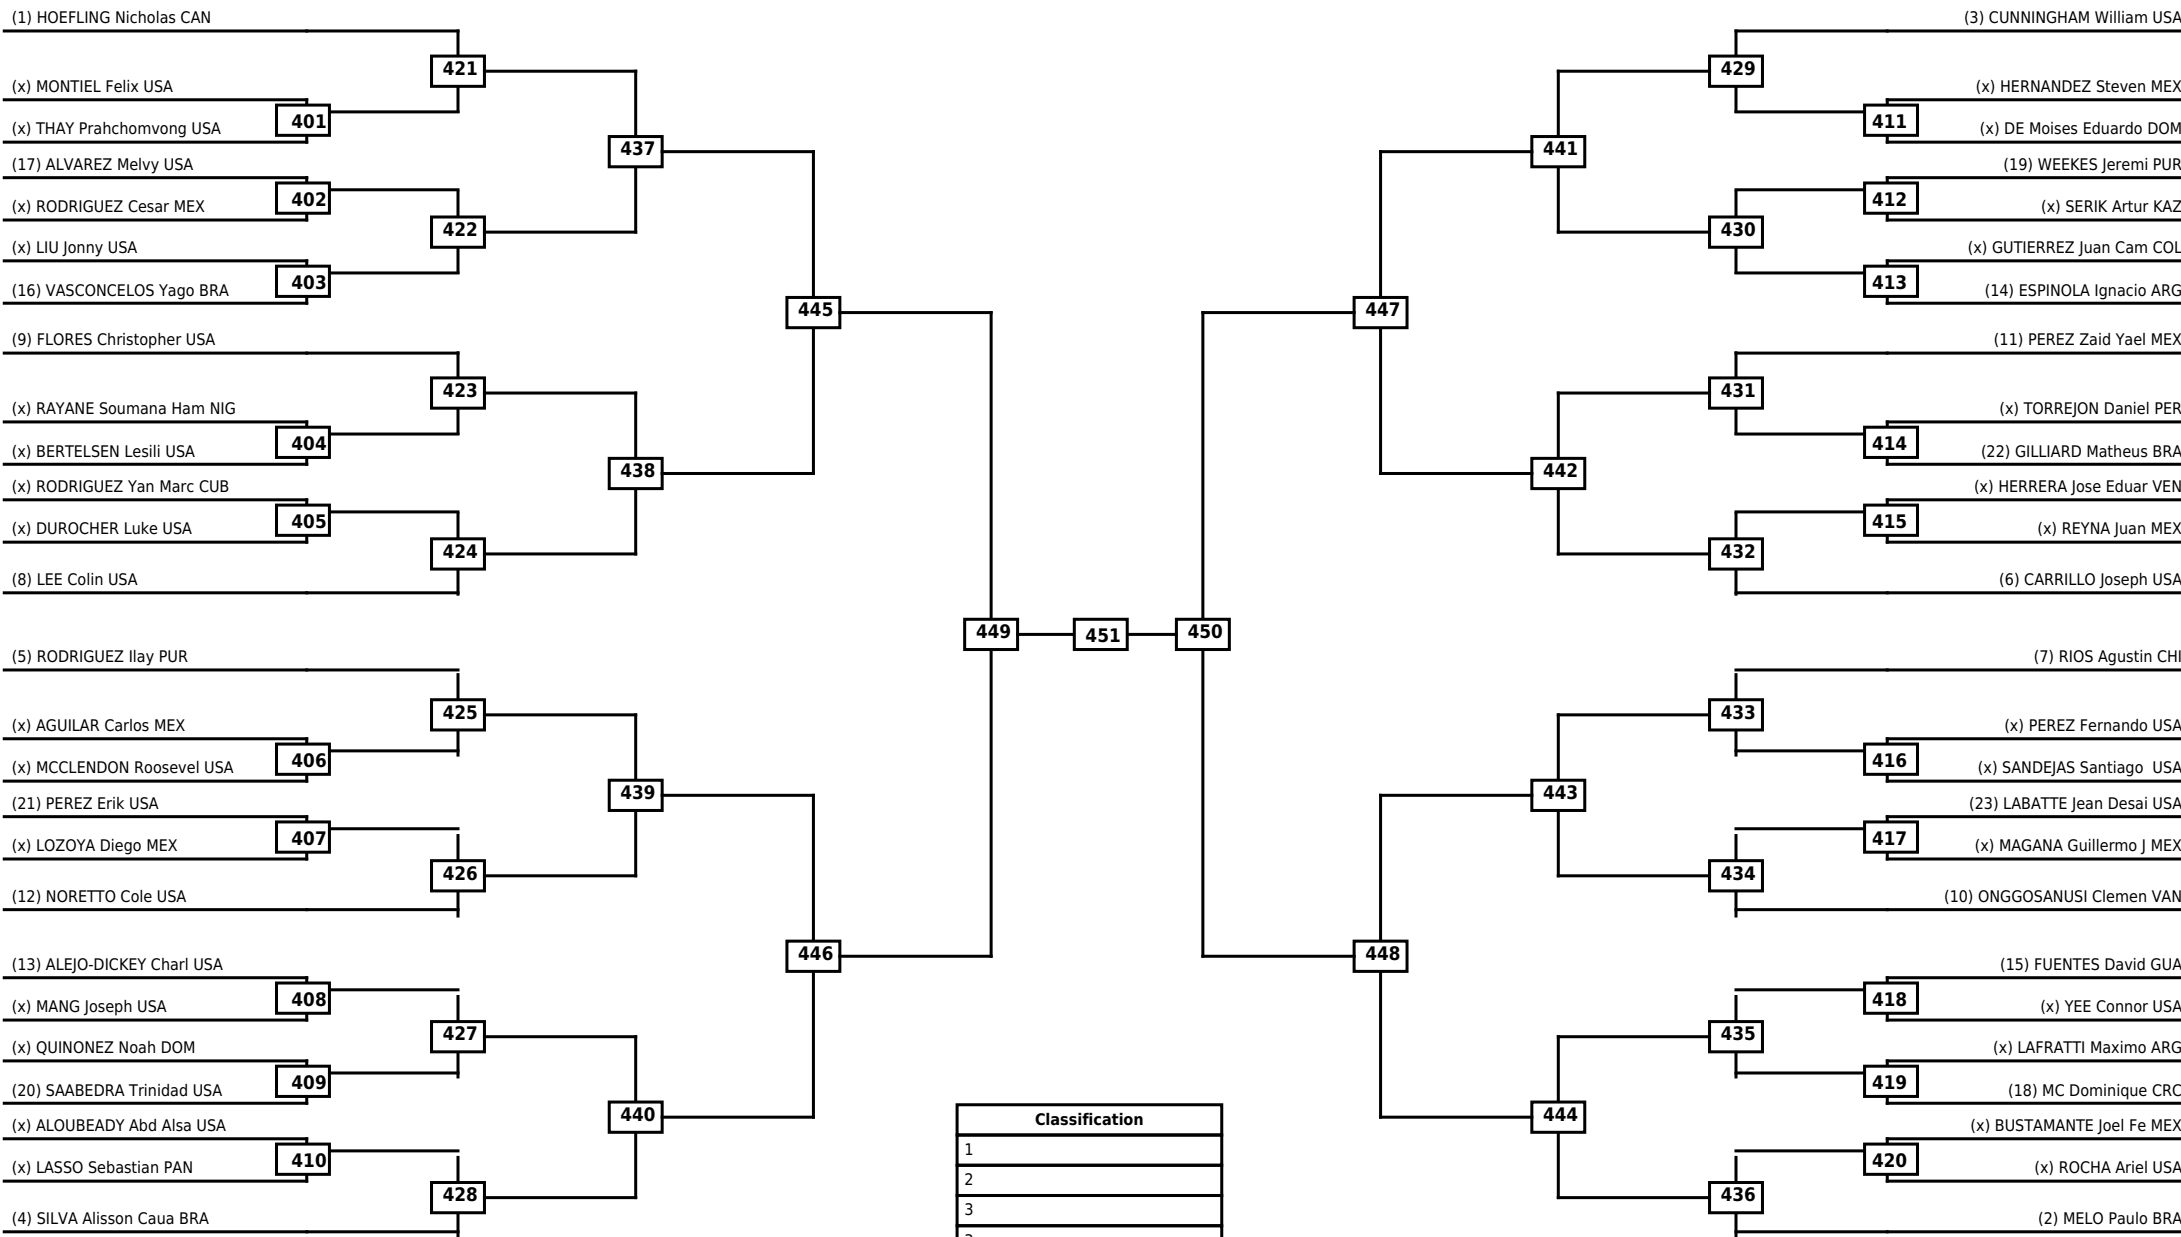 (1) HOEFLING Nicholas CAN
(x) MONTIEL Felix USA
(x) THAY Prahchomvong USA
(17) ALVAREZ Melvy USA
(x) RODRIGUEZ Cesar MEX
(x) LIU Jonny USA
(16) VASCONCELOS Yago BRA
(9) FLORES Christopher USA
(x) RAYANE Soumana Ham NIG
(x) BERTELSEN Lesili USA
(x) RODRIGUEZ Yan Marc CUB
(x) DUROCHER Luke USA
(8) LEE Colin USA
(5) RODRIGUEZ Ilay PUR
(x) AGUILAR Carlos MEX
(x) MCCLENDON Roosevel USA
(21) PEREZ Erik USA
(x) LOZOYA Diego MEX
(12) NORETTO Cole USA
(13) ALEJO-DICKEY Charl USA
(x) MANG Joseph USA
(x) QUINONEZ Noah DOM
(20) SAABEDRA Trinidad USA
(x) ALOUBEADY Abd Alsa USA
(x) LASSO Sebastian PAN
(4) SILVA Alisson Caua BRA
401
402
403
404
405
406
407
408
409
410
421
422
423
424
425
426
427
428
437
438
439
440
445
446
449
451
450
447
448
441
442
443
444
429
430
431
432
433
434
435
436
411
412
413
414
415
416
417
418
419
420
(3) CUNNINGHAM William USA
(x) HERNANDEZ Steven MEX
(x) DE Moises Eduardo DOM
(19) WEEKES Jeremi PUR
(x) SERIK Artur KAZ
(x) GUTIERREZ Juan Cam COL
(14) ESPINOLA Ignacio ARG
(11) PEREZ Zaid Yael MEX
(x) TORREJON Daniel PER
(22) GILLIARD Matheus BRA
(x) HERRERA Jose Eduar VEN
(x) REYNA Juan MEX
(6) CARRILLO Joseph USA
(7) RIOS Agustin CHI
(x) PEREZ Fernando USA
(x) SANDEJAS Santiago USA
(23) LABATTE Jean Desai USA
(x) MAGANA Guillermo J MEX
(10) ONGGOSANUSI Clemen VAN
(15) FUENTES David GUA
(x) YEE Connor USA
(x) LAFRATTI Maximo ARG
(18) MC Dominique CRC
(x) BUSTAMANTE Joel Fe MEX
(x) ROCHA Ariel USA
(2) MELO Paulo BRA
Classification
1
2
3